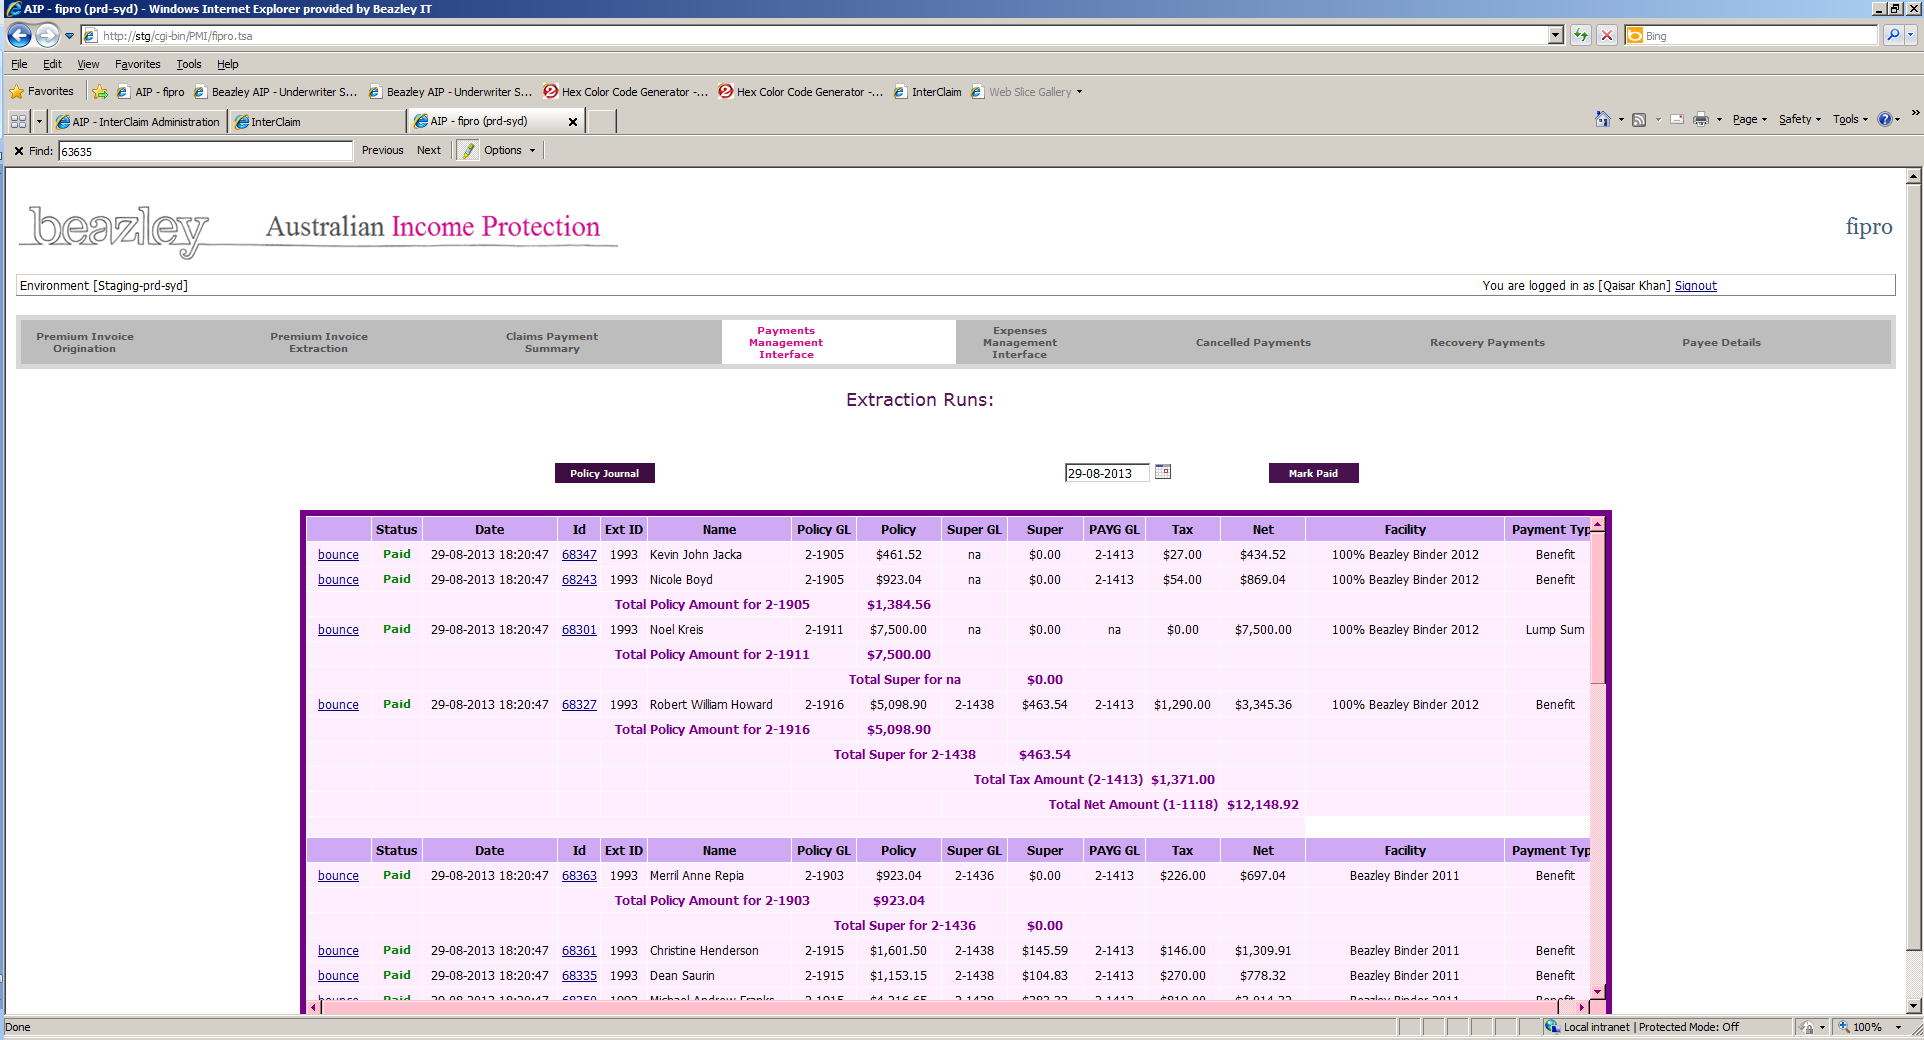 AIP - fipro (prd-syd) - Windows Internet Explorer provided by Beazley IT
http://stg/cgi-bin/PMI/fipro.tsa
Bing
File Edit View Favorites Tools Help
Favorites AIP - fipro Beazley AIP - Underwriter S... Beazley AIP - Underwriter S... Hex Color Code Generator -... Hex Color Code Generator -... InterClaim Web Slice Gallery
AIP - InterClaim Administration InterClaim AIP - fipro (prd-syd) Page Safety Tools
Find: 63635 Previous Next Options
beazley Australian Income Protection fipro
Environment [Staging-prd-syd] You are logged in as [Qaisar Khan] Signout
Premium Invoice Origination
Premium Invoice Extraction
Claims Payment Summary
Payments Management Interface
Expenses Management Interface
Cancelled Payments
Recovery Payments
Payee Details
Extraction Runs:
Policy Journal 29-08-2013 Mark Paid
Status Date Id Ext ID Name Policy GL Policy Super GL Super PAYG GL Tax Net Facility Payment Typ
bounce Paid 29-08-2013 18:20:47 68347 1993 Kevin John Jacka 2-1905 $461.52 na $0.00 2-1413 $27.00 $434.52 100% Beazley Binder 2012 Benefit
bounce Paid 29-08-2013 18:20:47 68243 1993 Nicole Boyd 2-1905 $923.04 na $0.00 2-1413 $54.00 $869.04 100% Beazley Binder 2012 Benefit
Total Policy Amount for 2-1905 $1,384.56
bounce Paid 29-08-2013 18:20:47 68301 1993 Noel Kreis 2-1911 $7,500.00 na $0.00 na $0.00 $7,500.00 100% Beazley Binder 2012 Lump Sum
Total Policy Amount for 2-1911 $7,500.00
Total Super for na $0.00
bounce Paid 29-08-2013 18:20:47 68327 1993 Robert William Howard 2-1916 $5,098.90 2-1438 $463.54 2-1413 $1,290.00 $3,345.36 100% Beazley Binder 2012 Benefit
Total Policy Amount for 2-1916 $5,098.90
Total Super for 2-1438 $463.54
Total Tax Amount (2-1413) $1,371.00
Total Net Amount (1-1118) $12,148.92
Status Date Id Ext ID Name Policy GL Policy Super GL Super PAYG GL Tax Net Facility Payment Typ
bounce Paid 29-08-2013 18:20:47 68363 1993 Merril Anne Repia 2-1903 $923.04 2-1436 $0.00 2-1413 $226.00 $697.04 Beazley Binder 2011 Benefit
Total Policy Amount for 2-1903 $923.04
Total Super for 2-1436 $0.00
bounce Paid 29-08-2013 18:20:47 68361 1993 Christine Henderson 2-1915 $1,601.50 2-1438 $145.59 2-1413 $146.00 $1,309.91 Beazley Binder 2011 Benefit
bounce Paid 29-08-2013 18:20:47 68335 1993 Dean Saurin 2-1915 $1,153.15 2-1438 $104.83 2-1413 $270.00 $778.32 Beazley Binder 2011 Benefit
Done Local intranet | Protected Mode: Off 100%